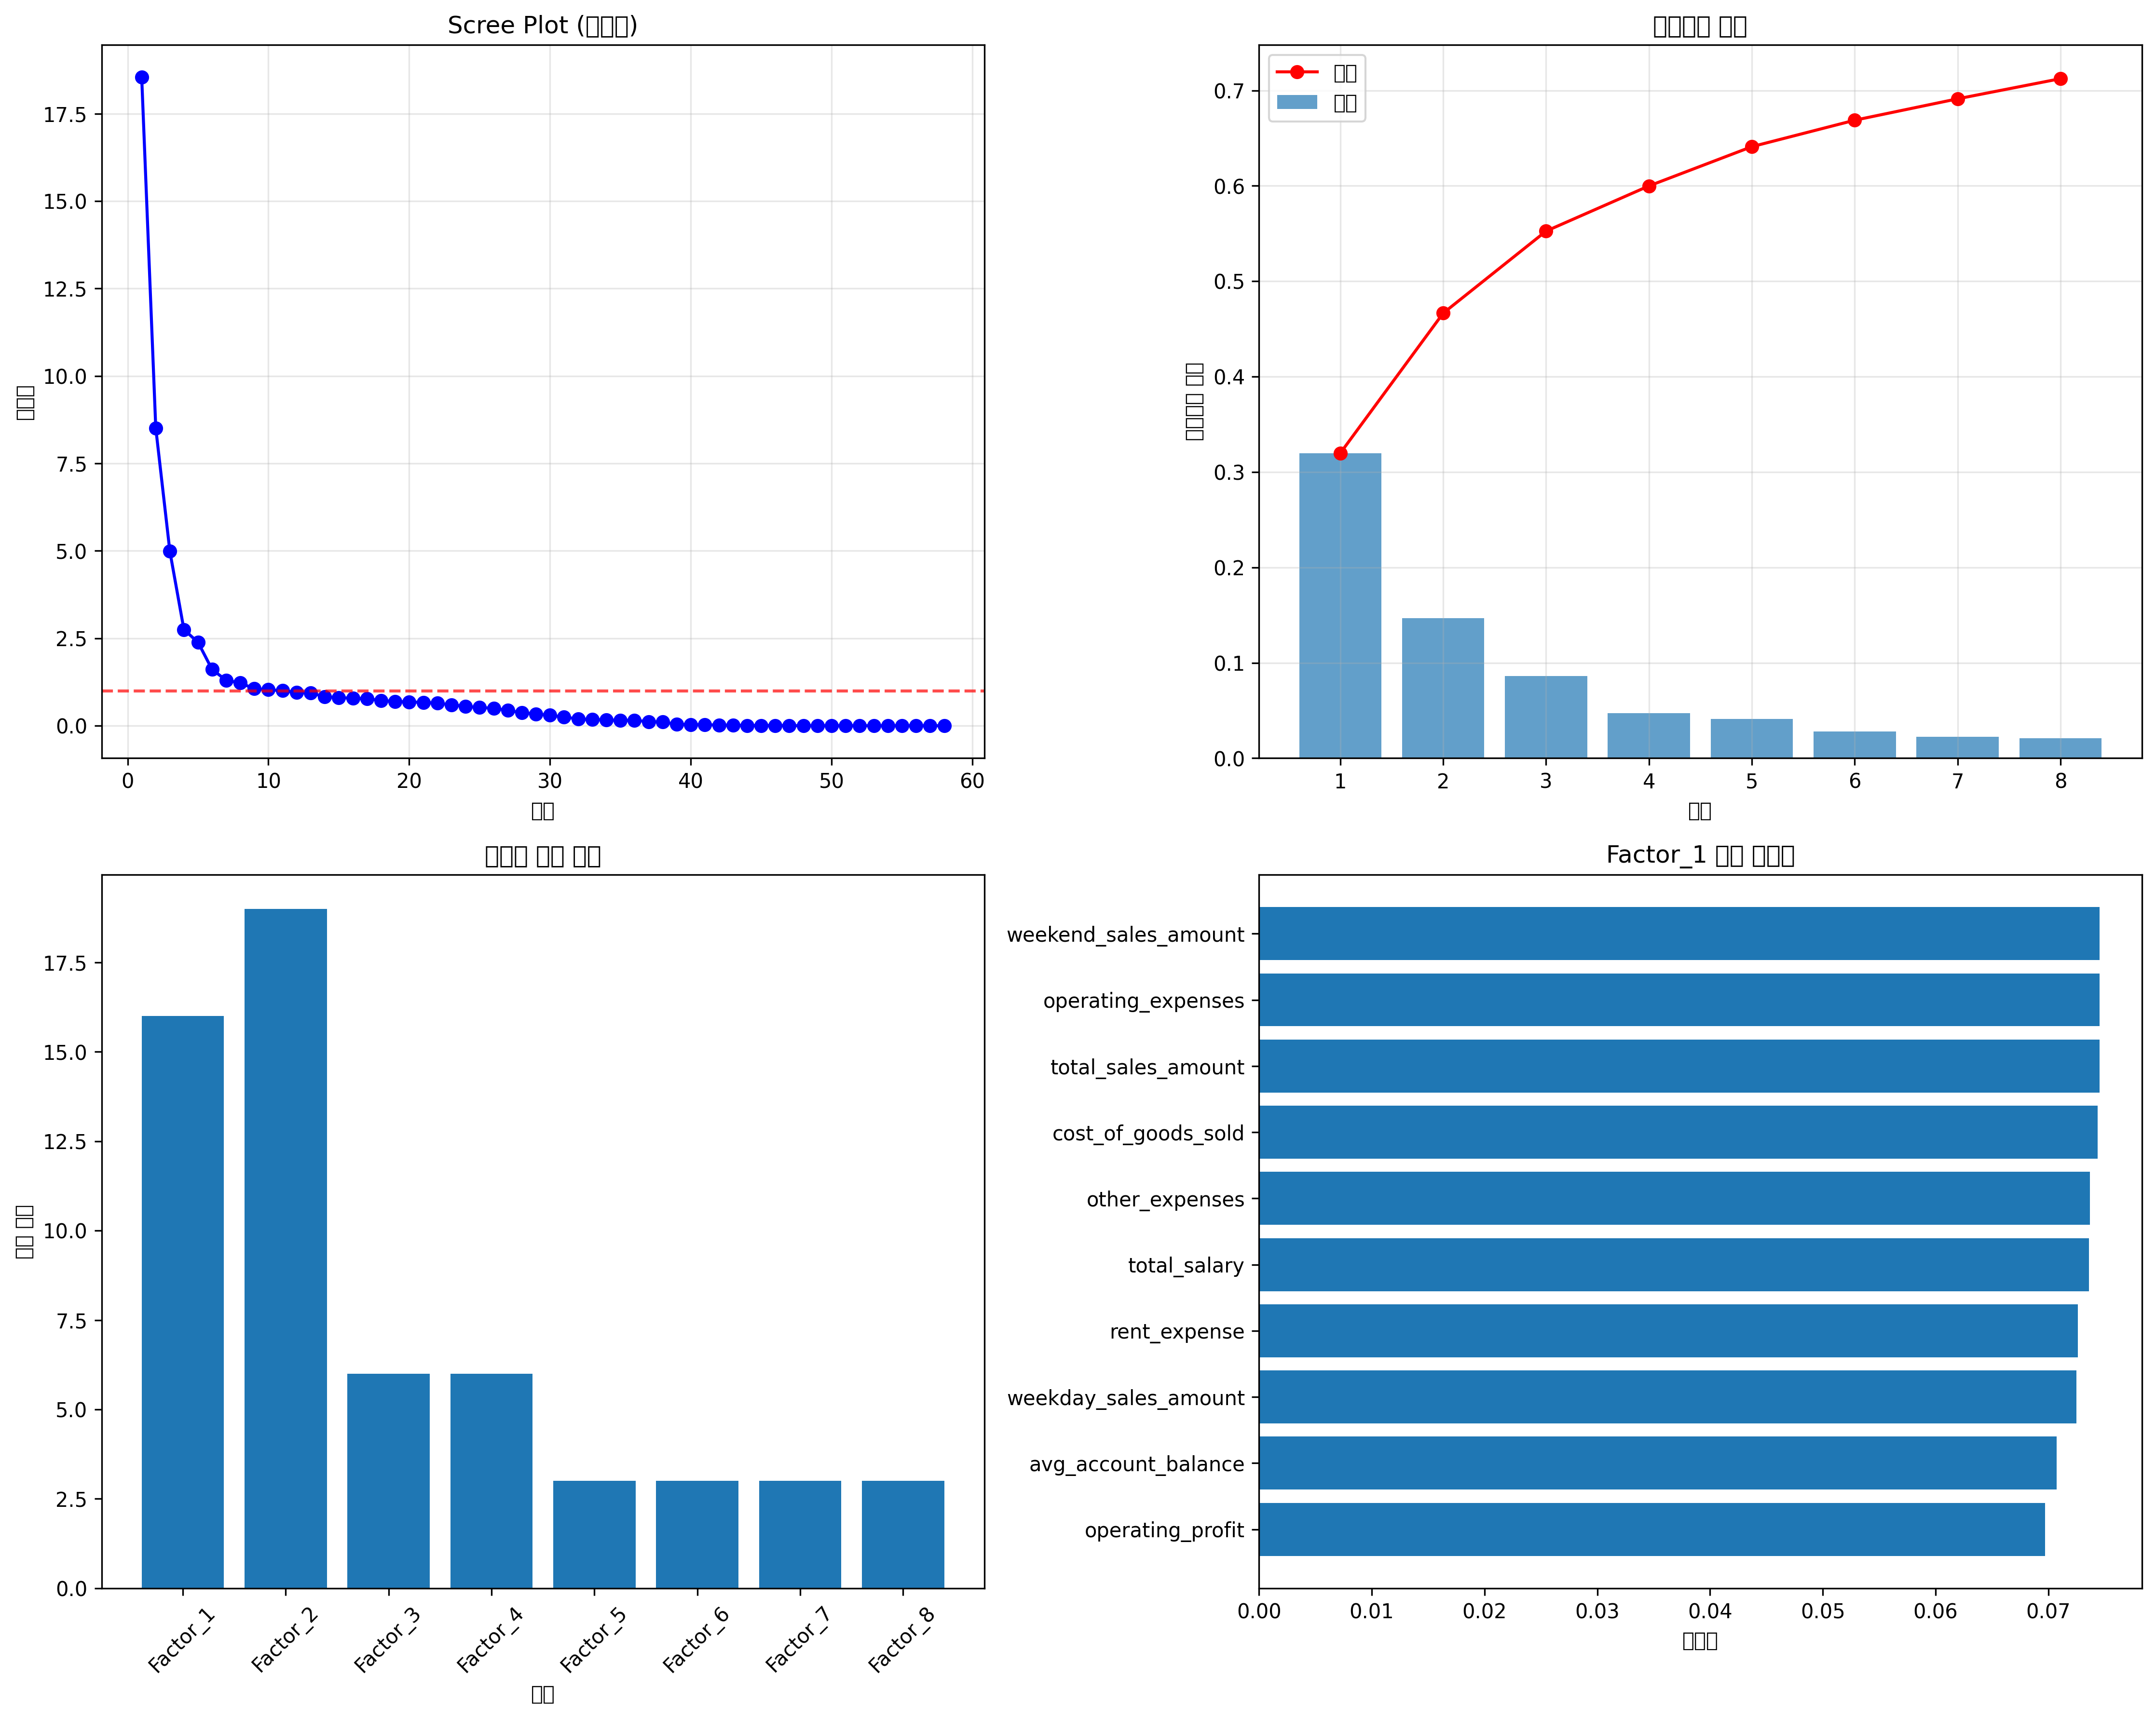 Scree Plot
17.5
15.0
12.5
10.0
7.5
5.0
2.5
0.0
0 10 20 30 40 50 60
0.7
0.6
0.5
0.4
0.3
0.2
0.1
0.0
1 2 3 4 5 6 7 8
17.5
15.0
12.5
10.0
7.5
5.0
2.5
0.0
Factor_1 Factor_2 Factor_3 Factor_4 Factor_5 Factor_6 Factor_7 Factor_8
Factor_1
weekend_sales_amount
operating_expenses
total_sales_amount
cost_of_goods_sold
other_expenses
total_salary
rent_expense
weekday_sales_amount
avg_account_balance
operating_profit
0.00 0.01 0.02 0.03 0.04 0.05 0.06 0.07